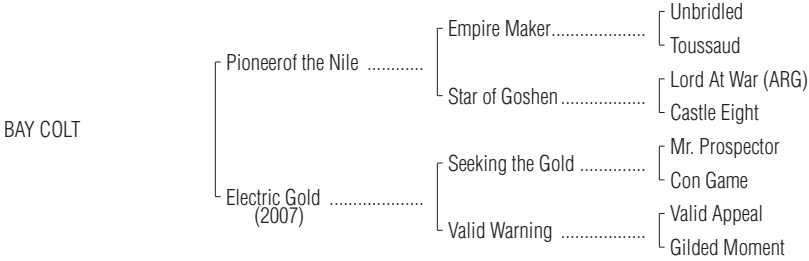 Unbridled
Empire Maker.....................
Toussaud
Pioneerof the Nile ............
Lord At War (ARG)
Star of Goshen...................
Castle Eight
BAY COLT
Mr. Prospector
Seeking the Gold ..............
Con Game
Electric Gold .....................
(2007)
Valid Appeal
Valid Warning ..................
Gilded Moment